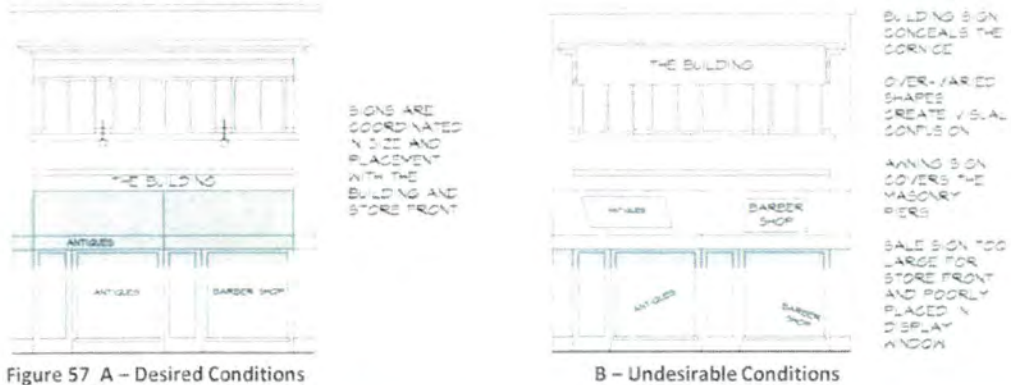 THE BUILDING
ANTIQUES
ANTIQUES
BARBER SHOP
SIGNS ARE
COORDINATED
IN SIZE AND
PLACEMENT
WITH THE
BUILDING AND
STORE FRONT
Figure 57 A – Desired Conditions
THE BUILDING
ANTIQUES
BARBER
SHOP
ANTIQUES
BARBER
SHOP
BUILDING SIGN
CONCEALS THE
CORNICE
OVER-VARIED
SHAPES
CREATE VISUAL
CONFUSION
AWNING SIGN
COVERS THE
MASONRY
PIERS
SALE SIGN TOO
LARGE FOR
STORE FRONT
AND POORLY
PLACED IN
DISPLAY
WINDOW
B – Undesirable Conditions